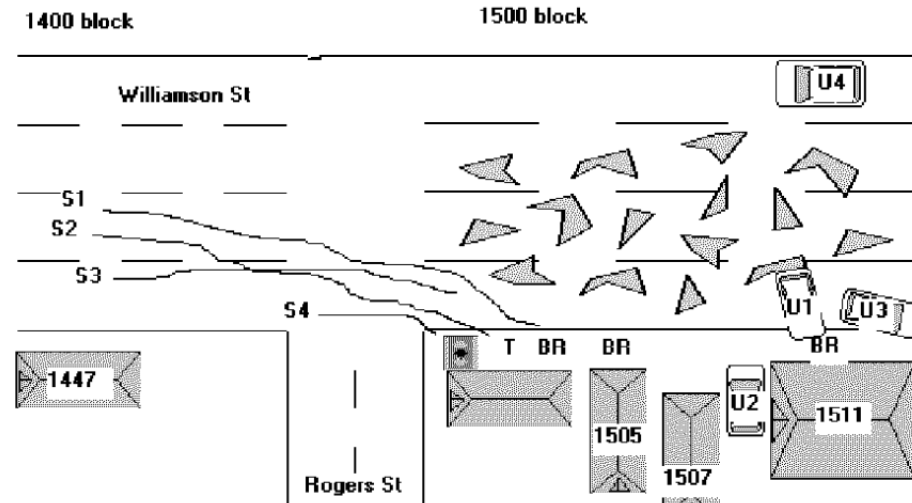 1400 block
1500 block
Williamson St
U4
S1
S2
S3
S4
U1
U3
T BR BR BR
1447
U2
1505
1511
1507
Rogers St